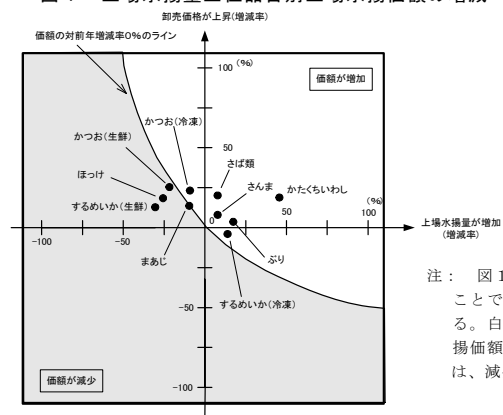 卸売価格が上昇(増減率)
価額の対前年増減率0%のライン
100
(%)
価額が増加
かつお(冷凍)
かつお(生鮮)
50
さば類
ほっけ
さんま
かたくちいわし
するめいか(生鮮)
0
(%)
-100
-50
50
100
上場水揚量が増加
(増減率)
まあじ
ぶり
するめいか(冷凍)
-50
価額が減少
-100
注: 図1
ことで
る。白
揚価額
は、減